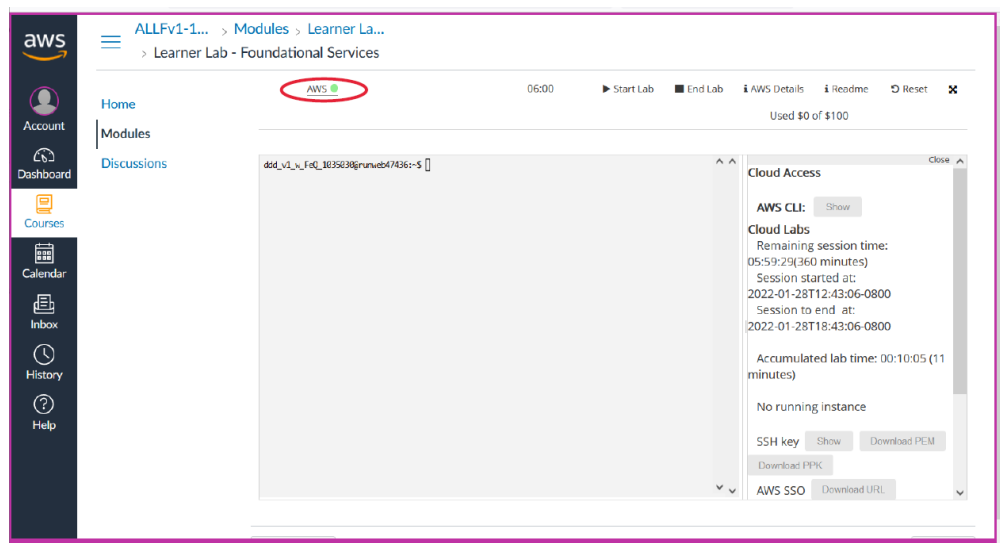 aws
ALLFv1-1... > Modules > Learner La...
> Learner Lab - Foundational Services
AWS
06:00
Start Lab
End Lab
i AWS Details
i Readme
Reset
Used $0 of $100
Account
Dashboard
Courses
Calendar
Inbox
History
Help
Home
Modules
Discussions
ddd_v1_w_FeQ_1035030@runweb47436:~$
Close
Cloud Access
AWS CLI: Show
Cloud Labs
Remaining session time:
05:59:29(360 minutes)
Session started at:
2022-01-28T12:43:06-0800
Session to end at:
2022-01-28T18:43:06-0800
Accumulated lab time: 00:10:05 (11
minutes)
No running instance
SSH key Show Download PEM
Download PPK
AWS SSO Download URL